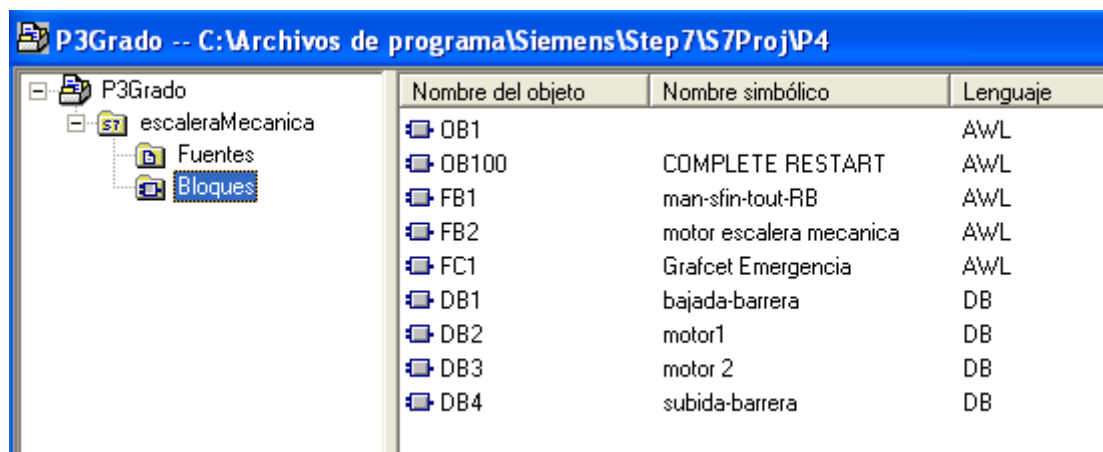 P3Grado -- C:\Archivos de programa\Siemens\Step7\S7Proj\P4
P3Grado
escaleraMecanica
Fuentes
Bloques
Nombre del objeto Nombre simbólico Lenguaje
OB1 AWL
OB100 COMPLETE RESTART AWL
FB1 man-sfin-tout-RB AWL
FB2 motor escalera mecanica AWL
FC1 Grafcet Emergencia AWL
DB1 bajada-barrera DB
DB2 motor1 DB
DB3 motor 2 DB
DB4 subida-barrera DB